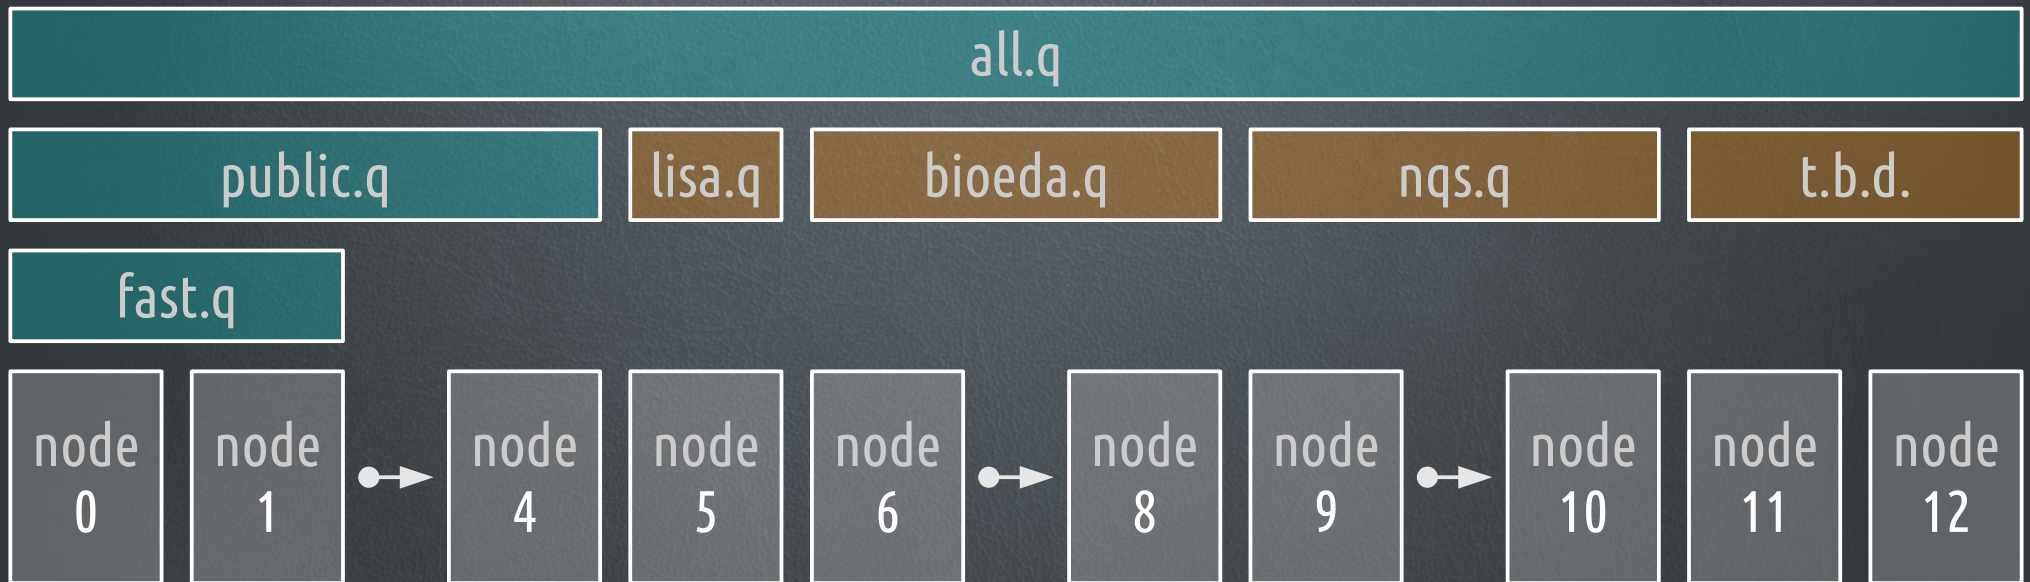 all.q
public.q
lisa.q
bioeda.q
nqs.q
t.b.d.
fast.q
node
0
node
1
node
4
node
5
node
6
node
8
node
9
node
10
node
11
node
12